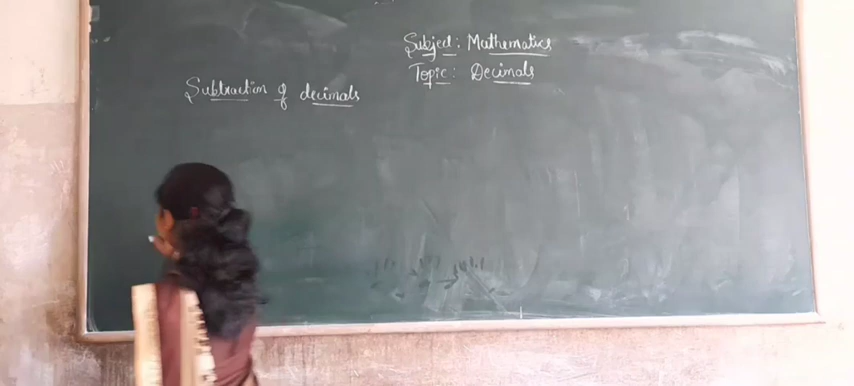 Subject: Mathematics
Topic: Decimals
Subtraction of decimals